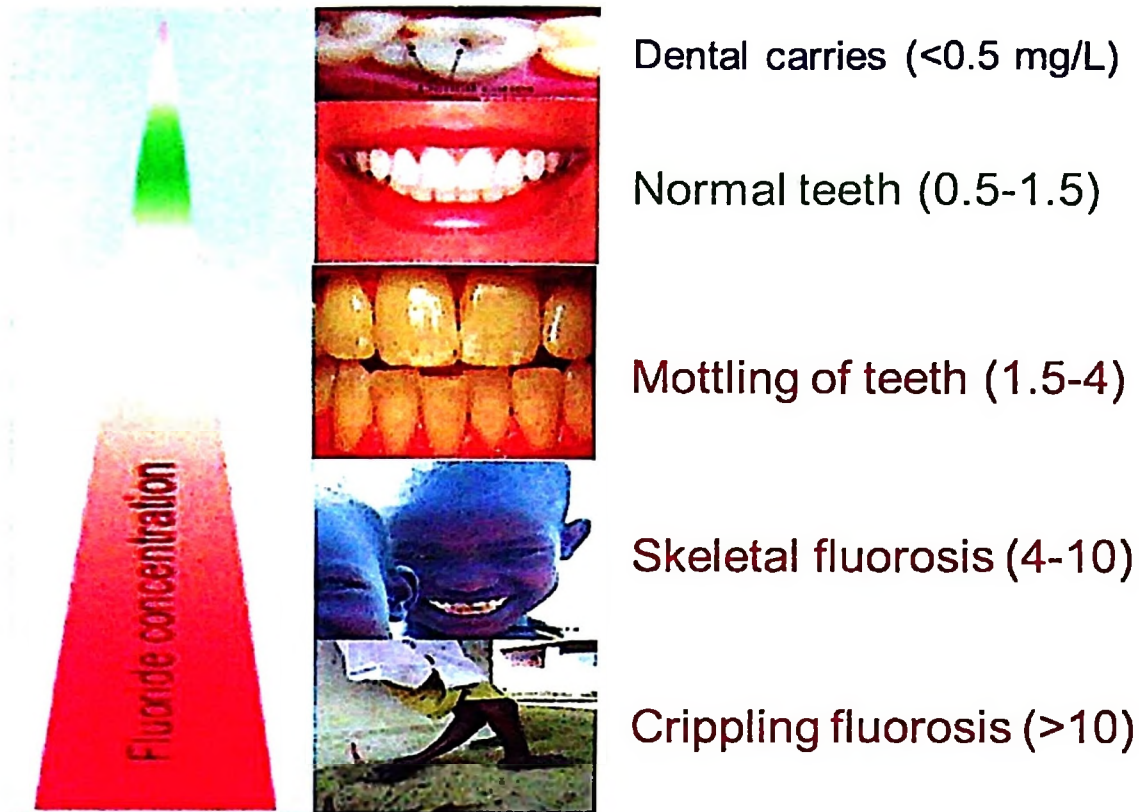 Dental carries (<0.5 mg/L)
Normal teeth (0.5-1.5)
Mottling of teeth (1.5-4)
Skeletal fluorosis (4-10)
Crippling fluorosis (>10)
Fluoride concentration